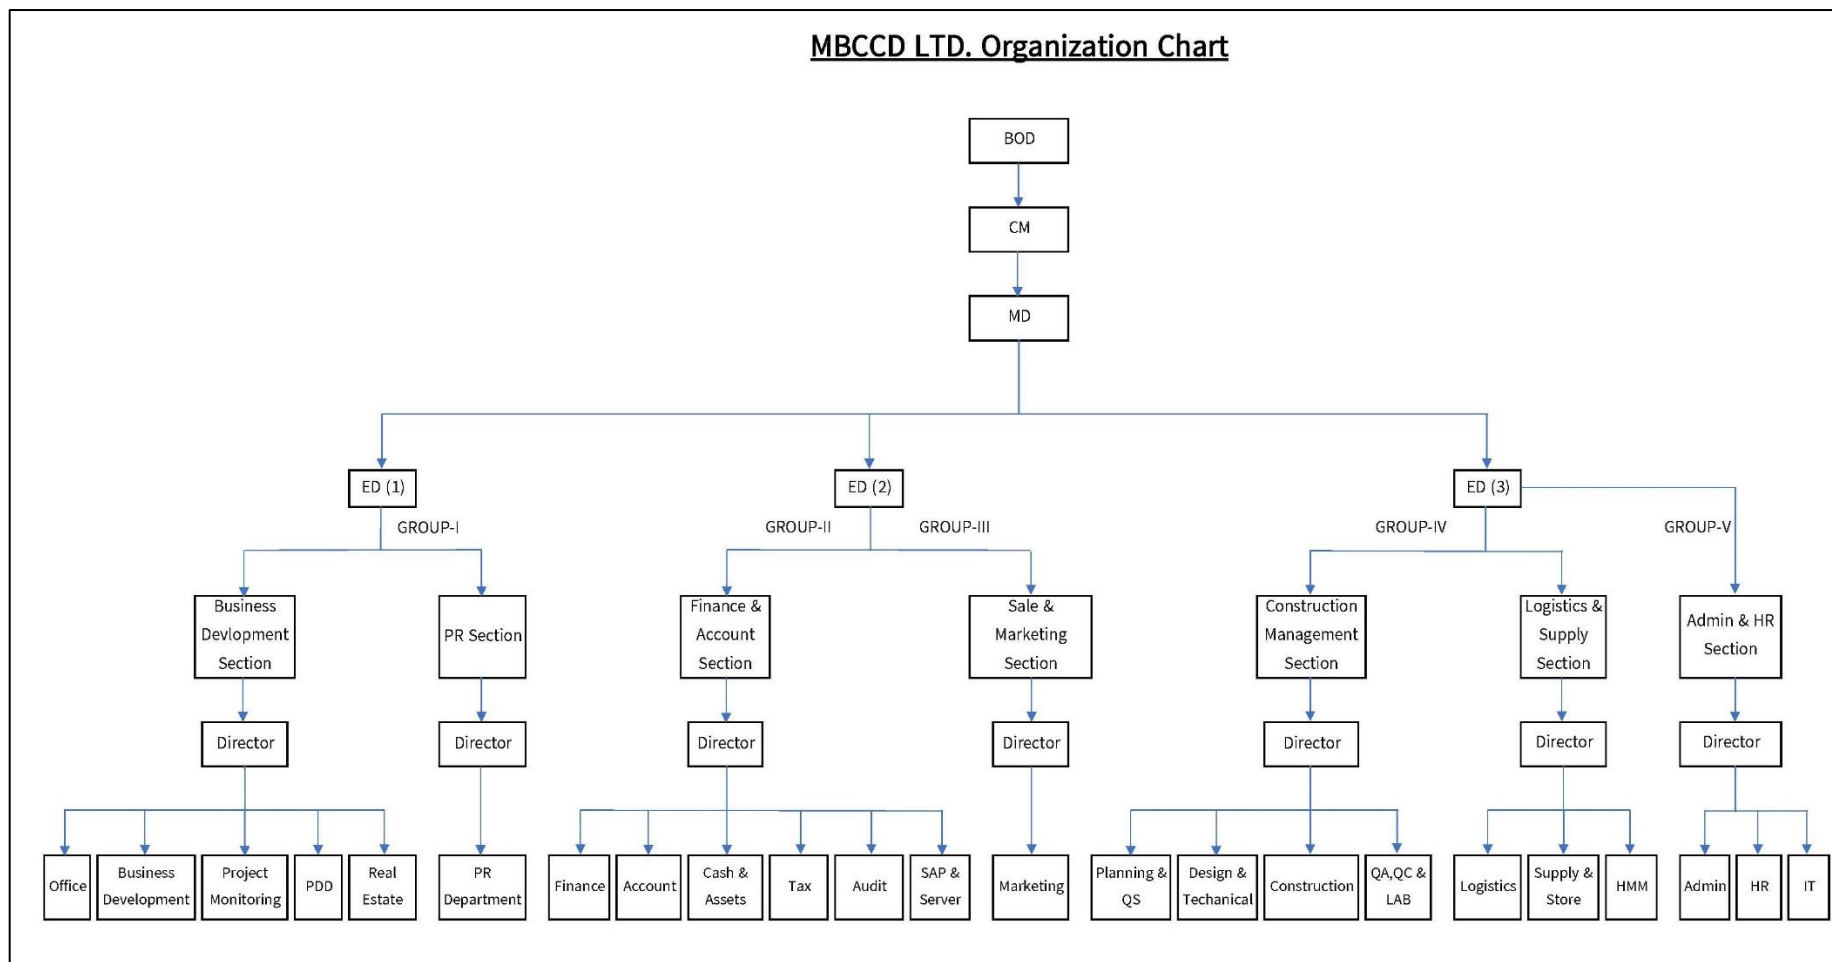 MBCCD LTD. Organization Chart
BOD
CM
MD
ED (1)
ED (2)
ED (3)
GROUP-I
GROUP-II
GROUP-III
GROUP-IV
GROUP-V
Business
Devlopment
Section
PR Section
Finance &
Account
Section
Sale &
Marketing
Section
Construction
Management
Section
Logistics &
Supply
Section
Admin & HR
Section
Director
Director
Director
Director
Director
Director
Director
Office
Business
Development
Project
Monitoring
PDD
Real
Estate
PR
Department
Finance
Account
Cash &
Assets
Tax
Audit
SAP &
Server
Marketing
Planning &
QS
Design &
Techanical
Construction
QA,QC &
LAB
Logistics
Supply &
Store
HMM
Admin
HR
IT